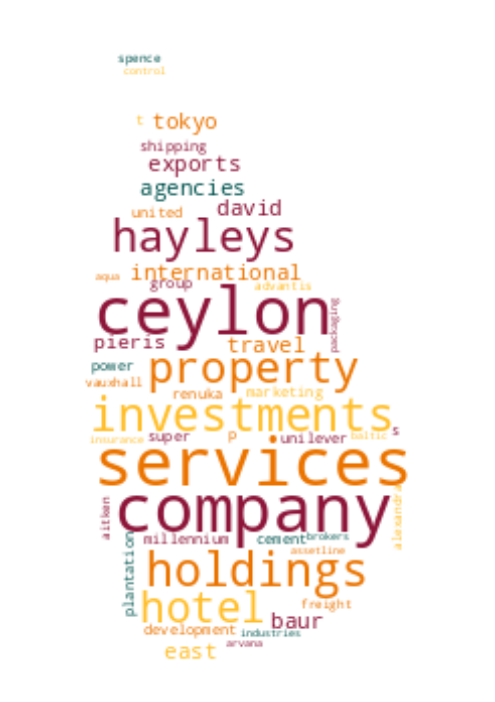 spence
control
t tokyo
shipping
exports
agencies
united david
hayleys
aqua international
group advantis
ceylon
packaging
pieris travel
power property
vauxhall
renuka marketing
investments s
insurance super p unilever baltic
services
aitken company alexandra
millennium cement brokers
assetline
plantation holdings
hotel freight
development baur
industries
arvana
east